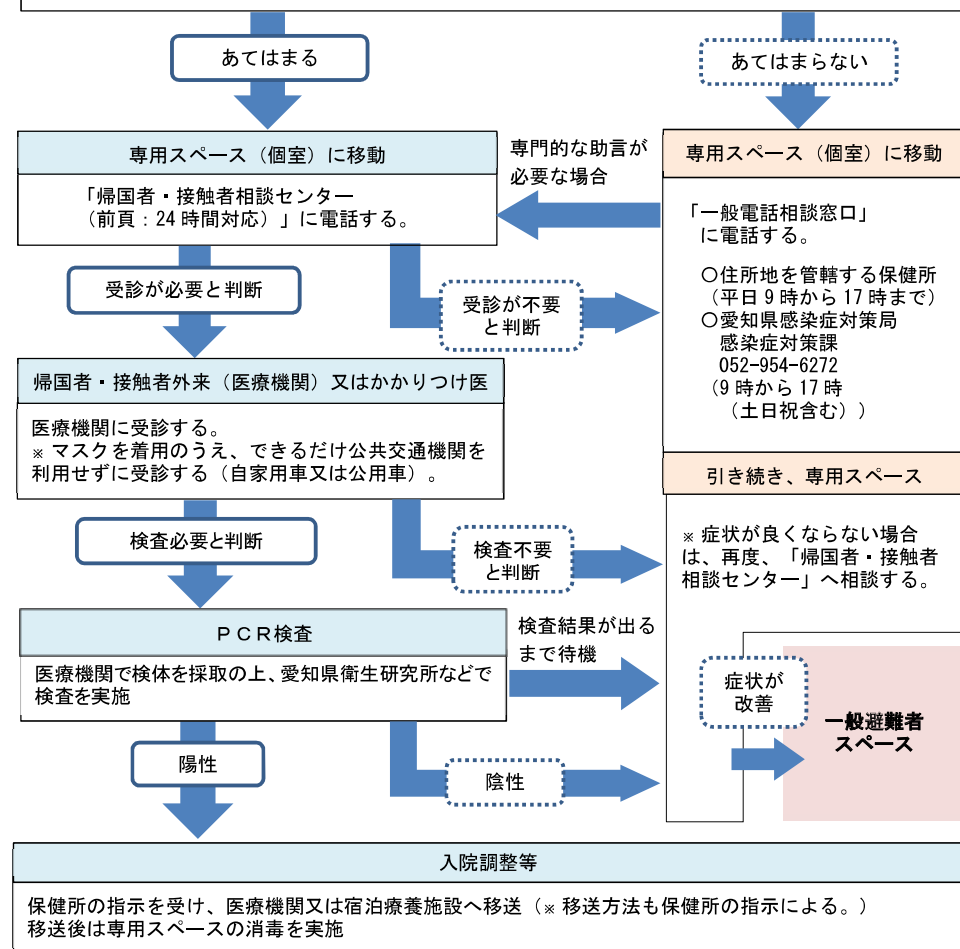 あてはまる
あてはまらない
専用スペース(個室)に移動
「帰国者・接触者相談センター
(前頁:24時間対応)」に電話する。
専門的な助言が
必要な場合
専用スペース(個室)に移動
「一般電話相談窓口」
に電話する。
○住所地を管轄する保健所
(平日9時から17時まで)
○愛知県感染症対策局
感染症対策課
052-954-6272
(9時から17時
(土日祝含む))
受診が必要と判断
受診が不要
と判断
帰国者・接触者外来(医療機関)又はかかりつけ医
医療機関に受診する。
※ マスクを着用のうえ、できるだけ公共交通機関を
利用せずに受診する(自家用車又は公用車)。
引き続き、専用スペース
※ 症状が良くならない場合
は、再度、「帰国者・接触者
相談センター」へ相談する。
検査必要と判断
検査不要
と判断
PCR検査
医療機関で検体を採取の上、愛知県衛生研究所などで
検査を実施
検査結果が出る
まで待機
症状が
改善
一般避難者
スペース
陽性
陰性
入院調整等
保健所の指示を受け、医療機関又は宿泊療養施設へ移送(※ 移送方法も保健所の指示による。)
移送後は専用スペースの消毒を実施